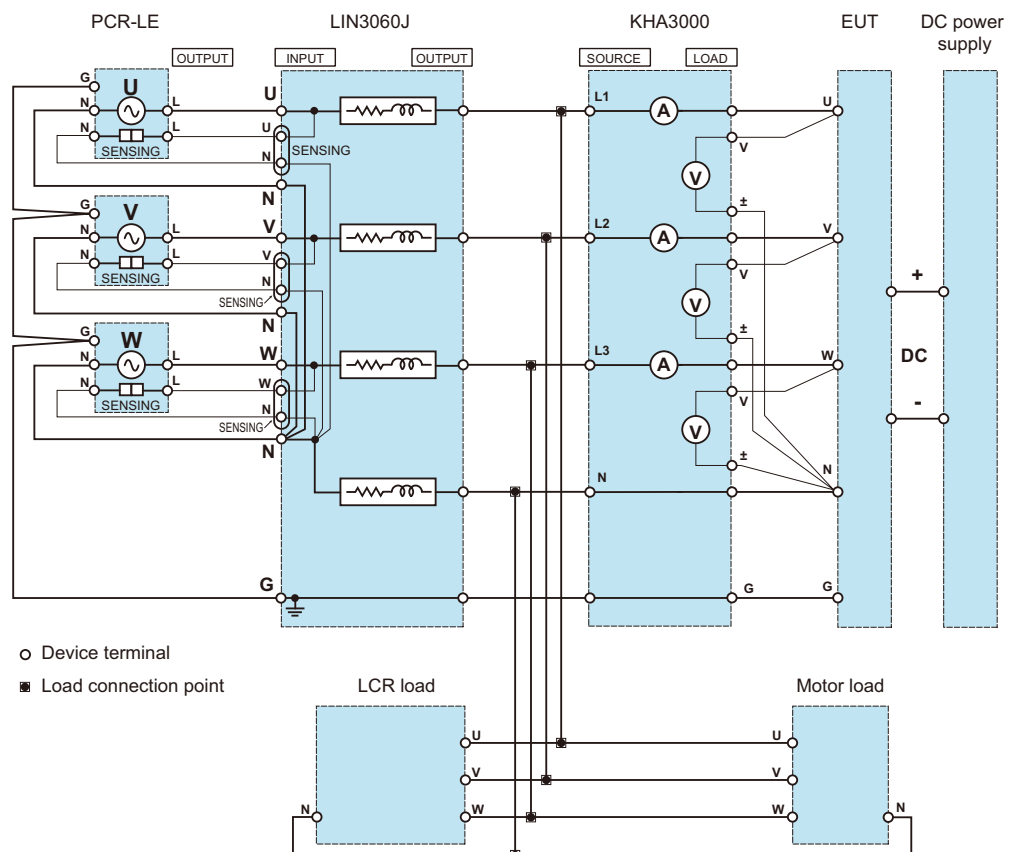 PCR-LE LIN3060J KHA3000 EUT DC power supply
OUTPUT INPUT OUTPUT SOURCE LOAD
G
U
N L U L1 A U
N L U V
SENSING N SENSING V
N
G V ± 
N L V L2 A V
N L V V
SENSING N
SENSING V
N
+
G W ±
N L W L3 A W
DC
N L W V
SENSING N
SENSING V
-
N
±
N N
G G G
Device terminal
Load connection point
LCR load Motor load
U U
V V
N W W N